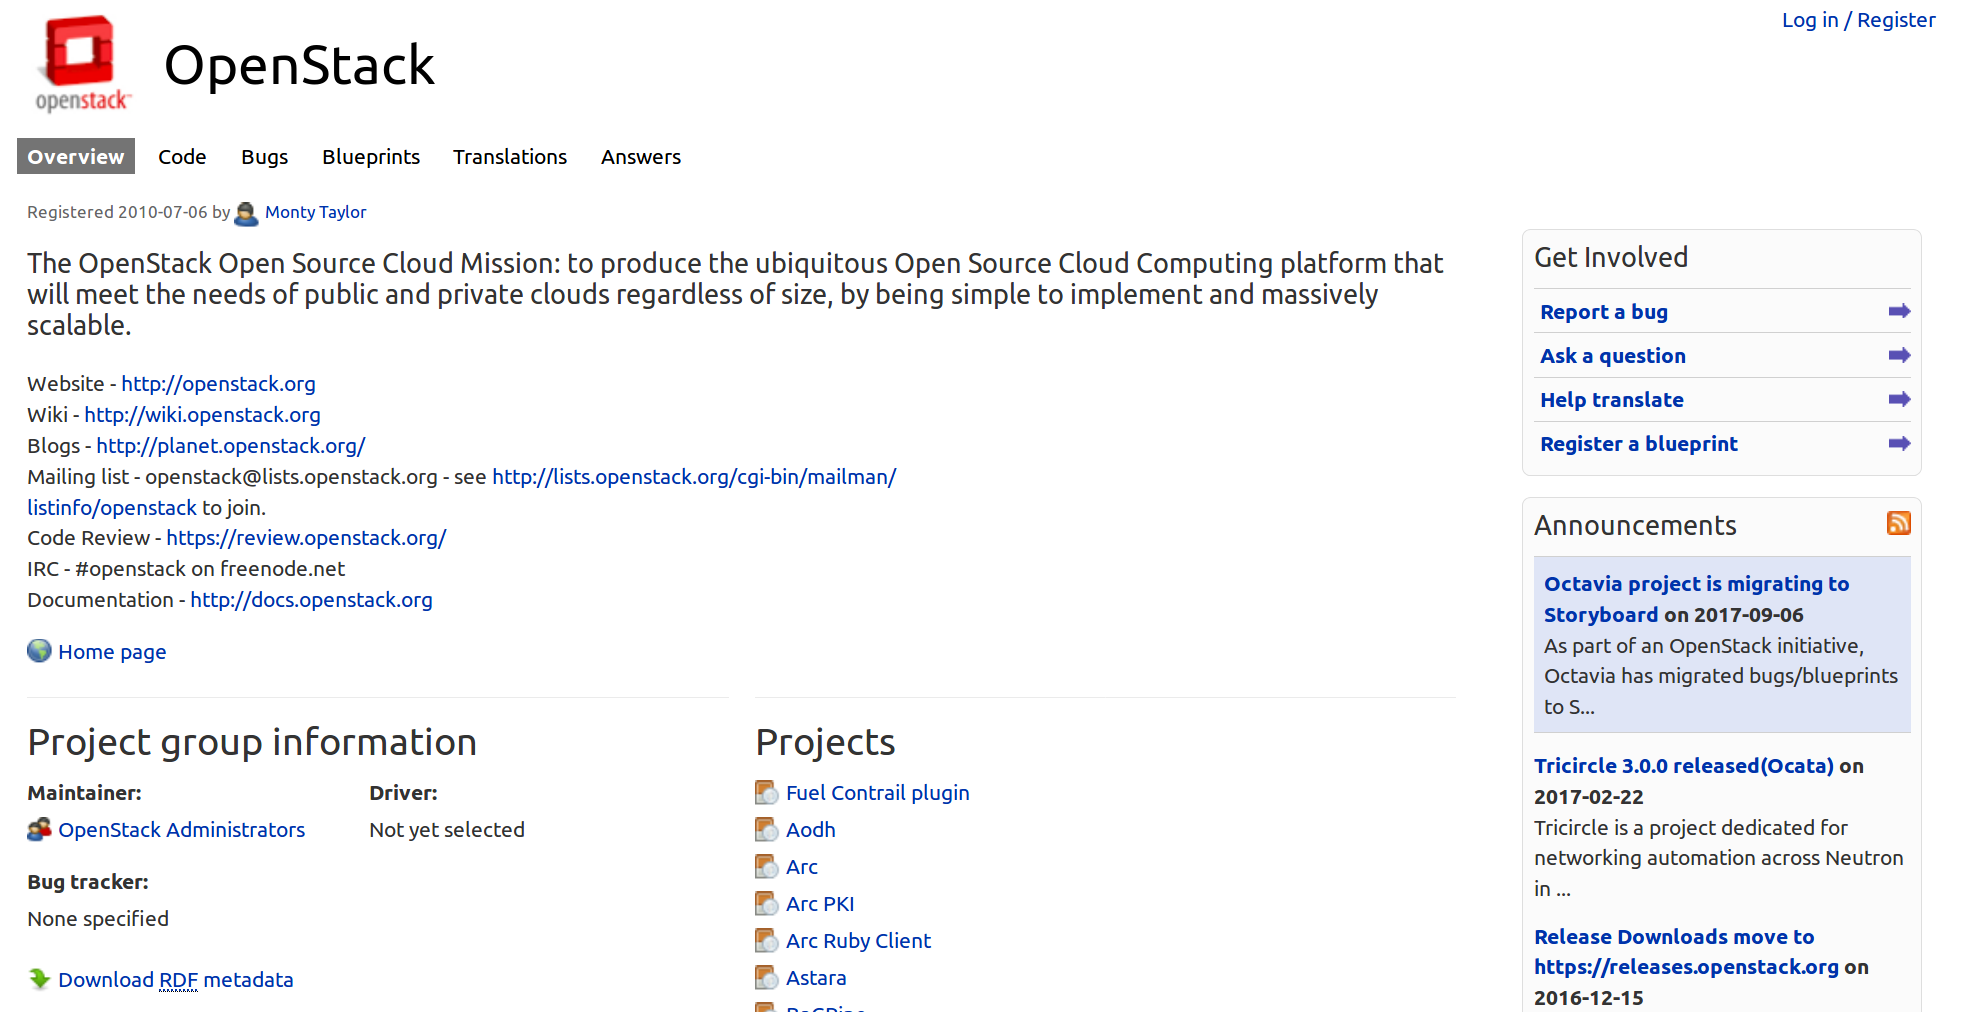 Log in / Register
openstack™
OpenStack
Overview Code Bugs Blueprints Translations Answers
Registered 2010-07-06 by Monty Taylor
The OpenStack Open Source Cloud Mission: to produce the ubiquitous Open Source Cloud Computing platform that
will meet the needs of public and private clouds regardless of size, by being simple to implement and massively
scalable.
Website - http://openstack.org
Wiki - http://wiki.openstack.org
Blogs - http://planet.openstack.org/
Mailing list - openstack@lists.openstack.org - see http://lists.openstack.org/cgi-bin/mailman/
listinfo/openstack to join.
Code Review - https://review.openstack.org/
IRC - #openstack on freenode.net
Documentation - http://docs.openstack.org
Home page
Project group information
Maintainer: Driver:
OpenStack Administrators Not yet selected
Bug tracker:
None specified
Download RDF metadata
Projects
Fuel Contrail plugin
Aodh
Arc
Arc PKI
Arc Ruby Client
Astara
Get Involved
Report a bug
Ask a question
Help translate
Register a blueprint
Announcements
Octavia project is migrating to
Storyboard on 2017-09-06
As part of an OpenStack initiative,
Octavia has migrated bugs/blueprints
to S...
Tricircle 3.0.0 released(Ocata) on
2017-02-22
Tricircle is a project dedicated for
networking automation across Neutron
in ...
Release Downloads move to
https://releases.openstack.org on
2016-12-15